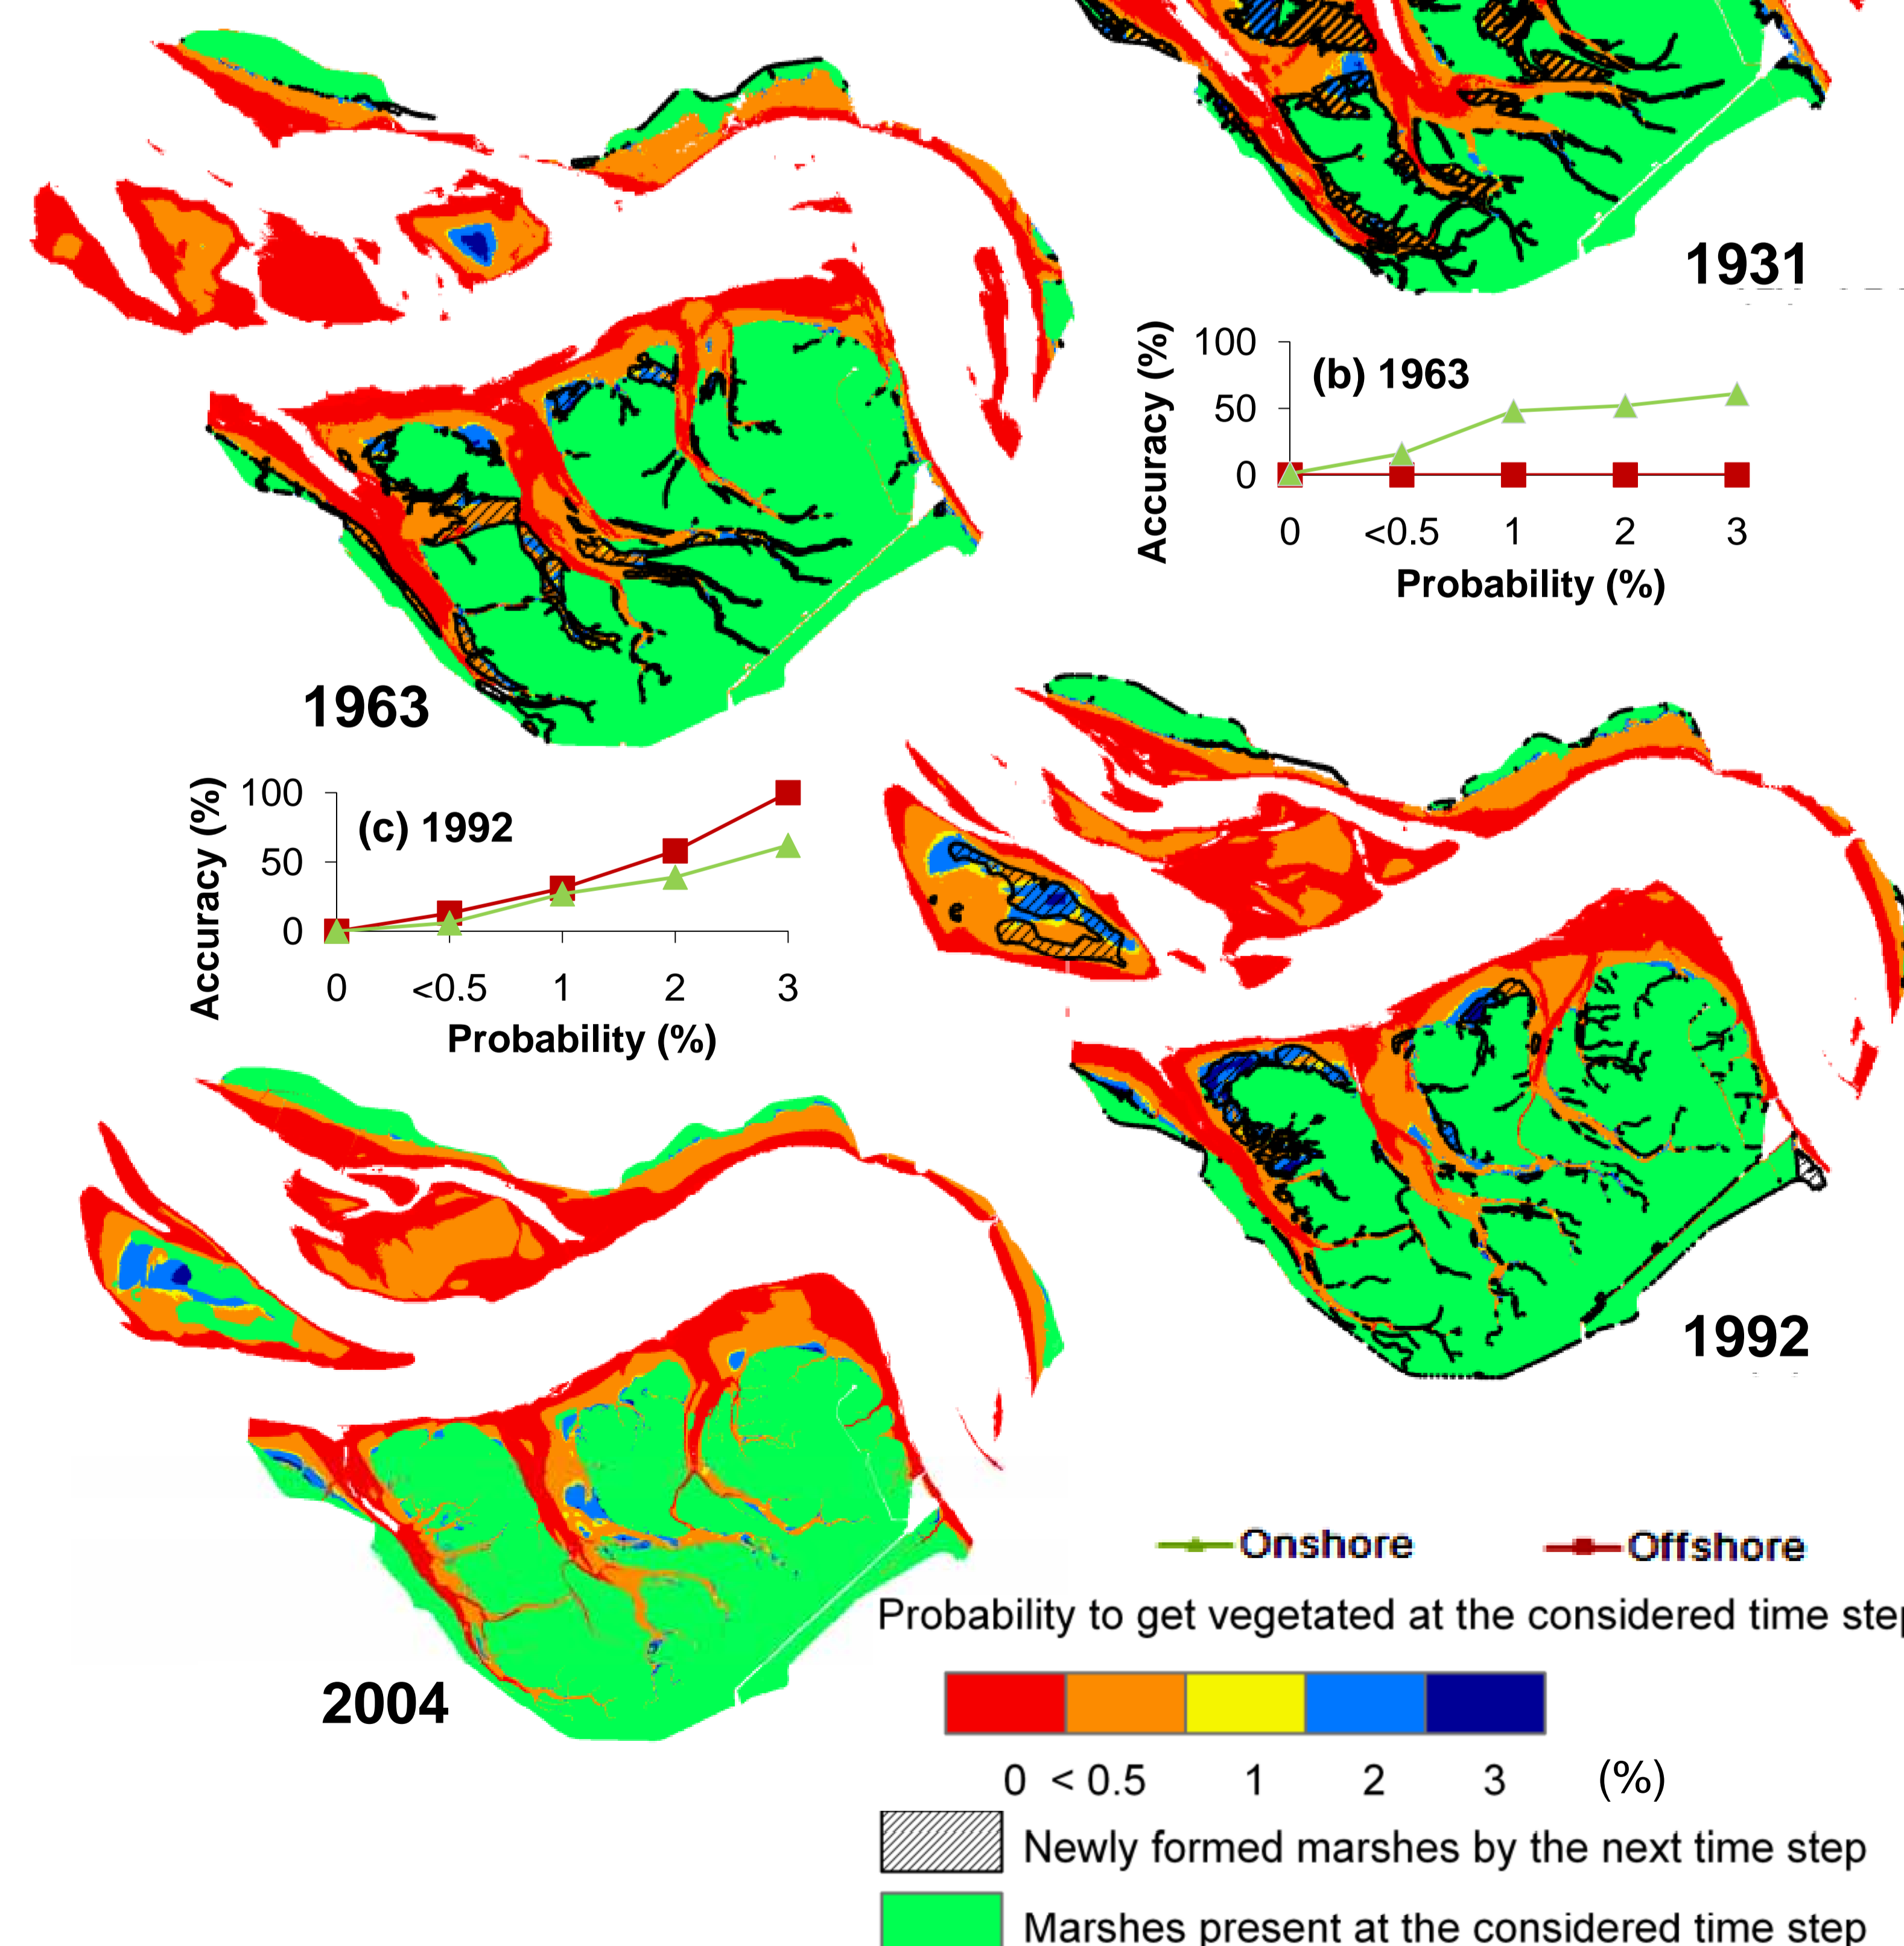 1931
Accuracy (%)
100
50
0
(b) 1963
0 <0.5 1 2 3
Probability (%)
1963
Accuracy (%)
100
50
0
(c) 1992
0 <0.5 1 2 3
Probability (%)
1992
2004
Onshore Offshore
Probability to get vegetated at the considered time
0 < 0.5 1 2 3 (%)
Newly formed marshes by the next time step
Marshes present at the considered time step